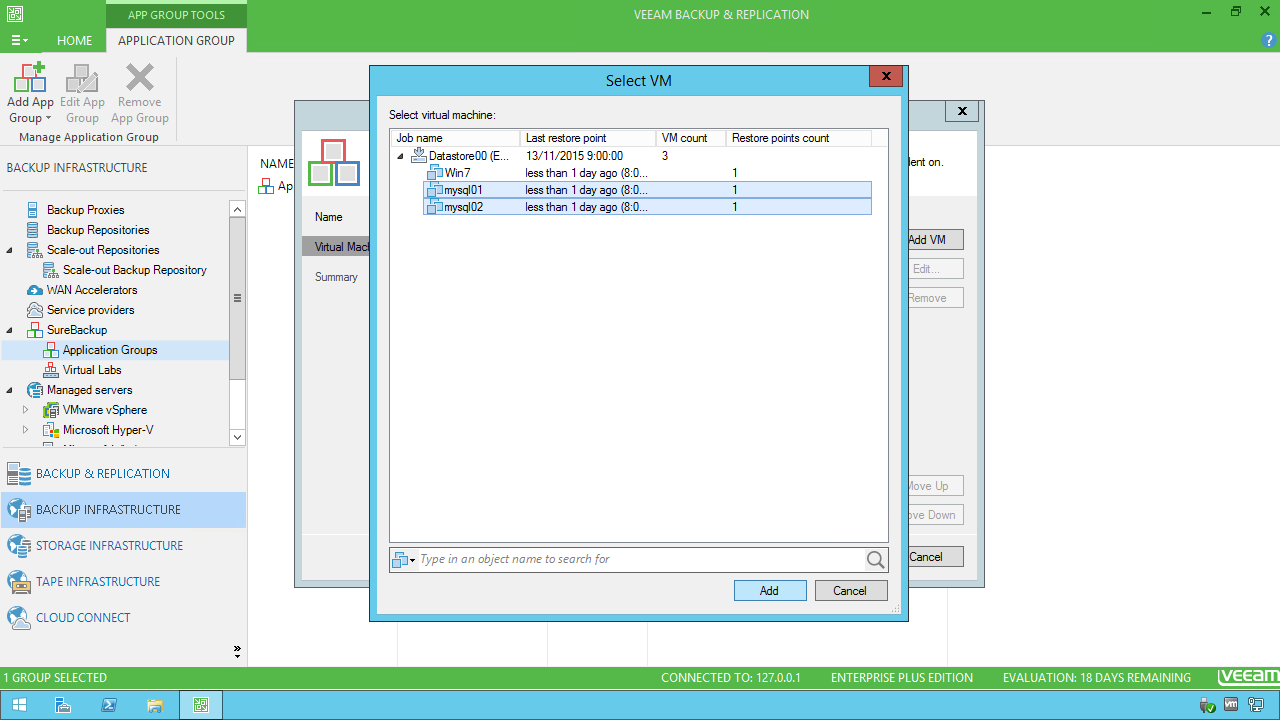 APP GROUP TOOLS
VEEAM BACKUP & REPLICATION
HOME
APPLICATION GROUP
Add App Group
Edit App Group
Remove App Group
Manage Application Group
BACKUP INFRASTRUCTURE
Backup Proxies
Backup Repositories
Scale-out Repositories
Scale-out Backup Repository
WAN Accelerators
Service providers
SureBackup
Application Groups
Virtual Labs
Managed servers
VMware vSphere
Microsoft Hyper-V
BACKUP & REPLICATION
BACKUP INFRASTRUCTURE
STORAGE INFRASTRUCTURE
TAPE INFRASTRUCTURE
CLOUD CONNECT
NAME
Ap
Name
Virtual Mach
Summary
Select VM
Select virtual machine:
Job name Last restore point VM count Restore points count
Datastore00 (E... 13/11/2015 9:00:00 3
Win7 less than 1 day ago (8:0... 1
mysql01 less than 1 day ago (8:0... 1
mysql02 less than 1 day ago (8:0... 1
Type in an object name to search for
Add Cancel
dent on.
Add VM
Edit...
Remove
Move Up
ove Down
Cancel
1 GROUP SELECTED
CONNECTED TO: 127.0.0.1
ENTERPRISE PLUS EDITION
EVALUATION: 18 DAYS REMAINING
veeam